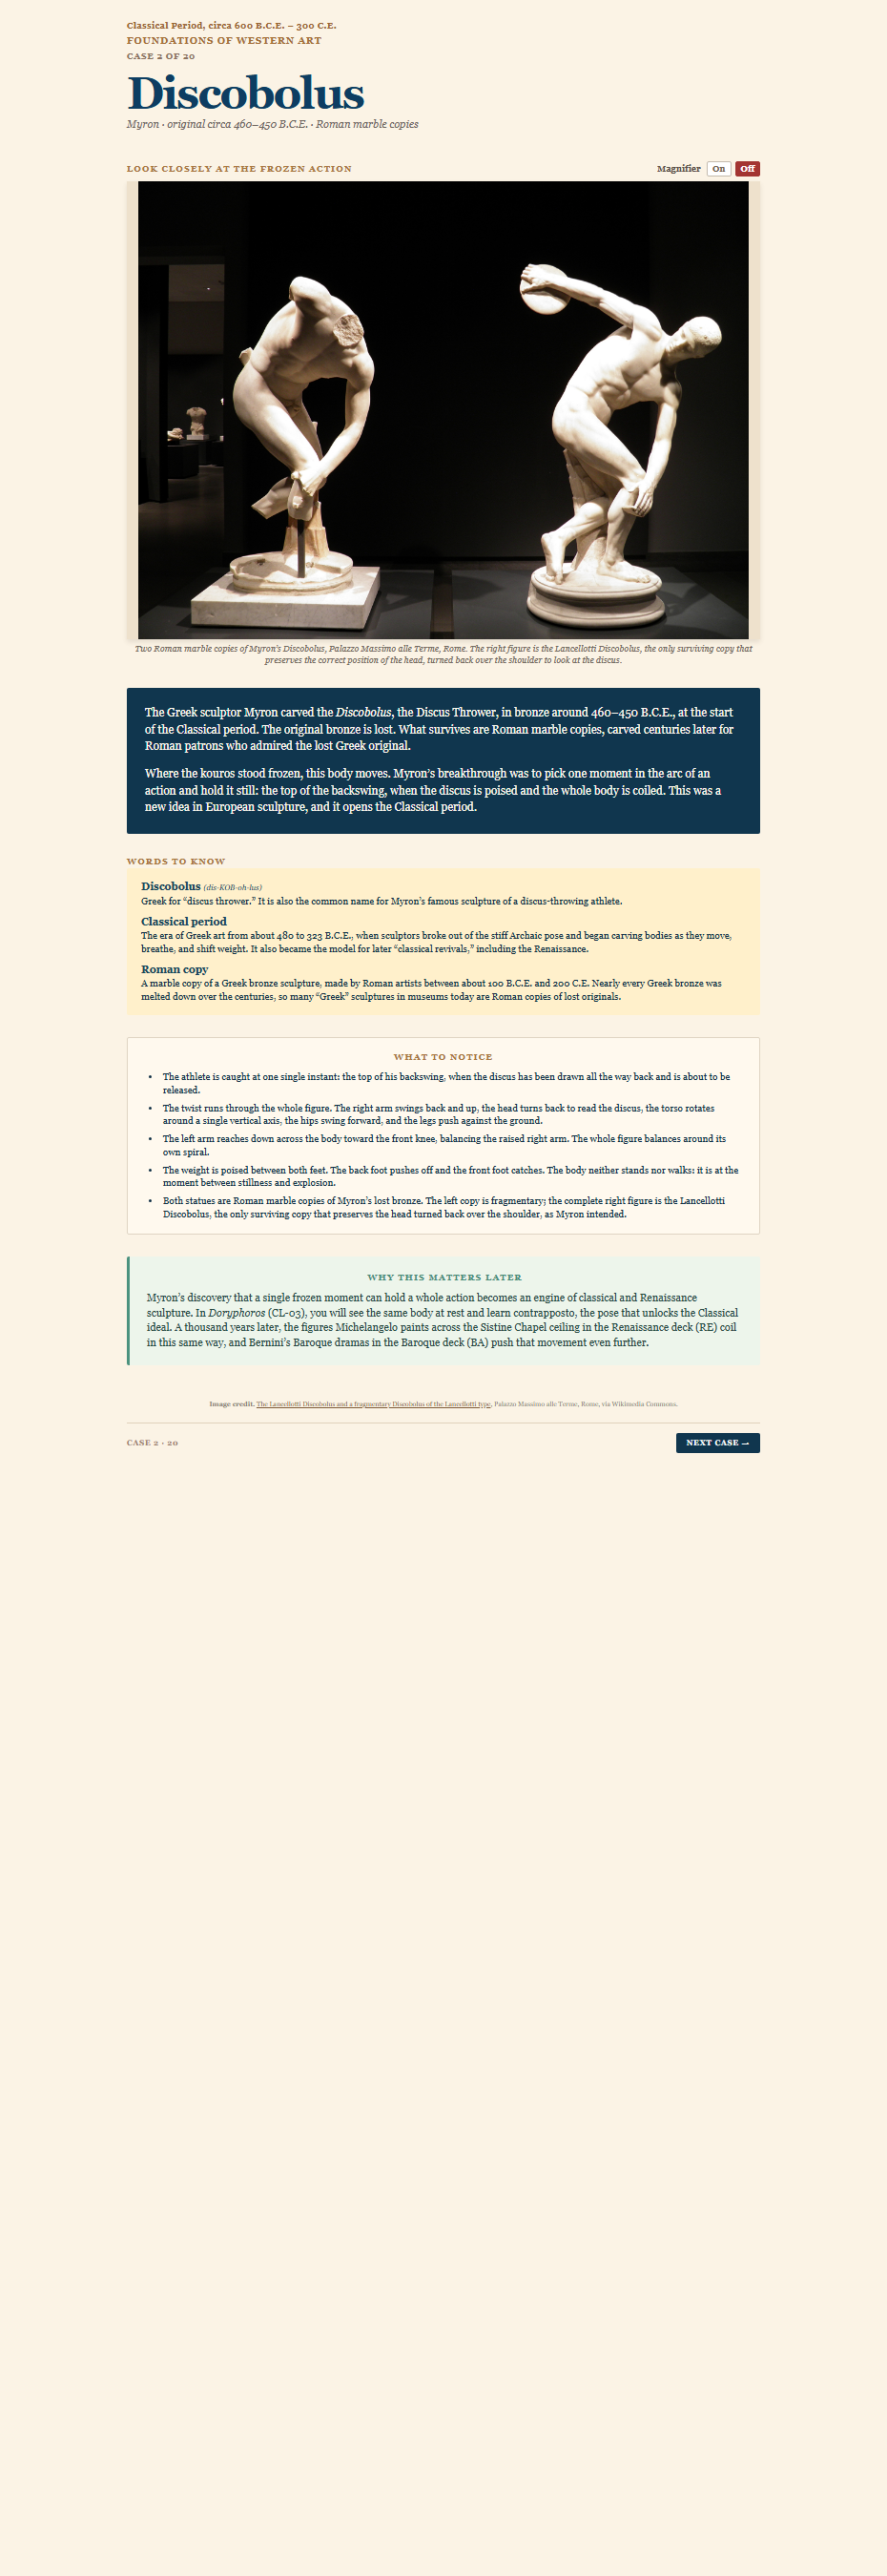 Classical Period, circa 600 B.C.E. – 300 C.E.
FOUNDATIONS OF WESTERN ART
CASE 2 OF 20
Discobolus
Myron · original circa 460–450 B.C.E. · Roman marble copies
LOOK CLOSELY AT THE FROZEN ACTION
Magnifier On Off
Two Roman marble copies of Myron’s Discobolus, Palazzo Massimo alle Terme, Rome. The right figure is the Lancellotti Discobolus, the only surviving copy that
preserves the correct position of the head, turned back over the shoulder to look at the discus.
The Greek sculptor Myron carved the Discobolus, the Discus Thrower, in bronze around 460–450 B.C.E., at the start
of the Classical period. The original bronze is lost. What survives are Roman marble copies, carved centuries later for
Roman patrons who admired the lost Greek original.
Where the kouros stood frozen, this body moves. Myron’s breakthrough was to pick one moment in the arc of an
action and hold it still: the top of the backswing, when the discus is poised and the whole body is coiled. This was a
new idea in European sculpture, and it opens the Classical period.
WORDS TO KNOW
Discobolus (dis-KOB-oh-lus)
Greek for “discus thrower.” It is also the common name for Myron’s famous sculpture of a discus-throwing athlete.
Classical period
The era of Greek art from about 480 to 323 B.C.E., when sculptors broke out of the stiff Archaic pose and began carving bodies as they move,
breathe, and shift weight. It also became the model for later “classical revivals,” including the Renaissance.
Roman copy
A marble copy of a Greek bronze sculpture, made by Roman artists between about 100 B.C.E. and 200 C.E. Nearly every Greek bronze was
melted down over the centuries, so many “Greek” sculptures in museums today are Roman copies of lost originals.
WHAT TO NOTICE
• The athlete is caught at one single instant: the top of his backswing, when the discus has been drawn all the way back and is about to be
released.
• The twist runs through the whole figure. The right arm swings back and up, the head turns back to read the discus, the torso rotates
around a single vertical axis, the hips swing forward, and the legs push against the ground.
• The left arm reaches down across the body toward the front knee, balancing the raised right arm. The whole figure balances around its
own spiral.
• The weight is poised between both feet. The back foot pushes off and the front foot catches. The body neither stands nor walks: it is at the
moment between stillness and explosion.
• Both statues are Roman marble copies of Myron’s lost bronze. The left copy is fragmentary; the complete right figure is the Lancellotti
Discobolus, the only surviving copy that preserves the head turned back over the shoulder, as Myron intended.
WHY THIS MATTERS LATER
Myron’s discovery that a single frozen moment can hold a whole action becomes an engine of classical and Renaissance
sculpture. In Doryphoros (CL-03), you will see the same body at rest and learn contrapposto, the pose that unlocks the Classical
ideal. A thousand years later, the figures Michelangelo paints across the Sistine Chapel ceiling in the Renaissance deck (RE) coil
in this same way, and Bernini’s Baroque dramas in the Baroque deck (BA) push that movement even further.
Image credit. The Lancellotti Discobolus and a fragmentary Discobolus of the Lancellotti type, Palazzo Massimo alle Terme, Rome, via Wikimedia Commons.
CASE 2 · 20
NEXT CASE →